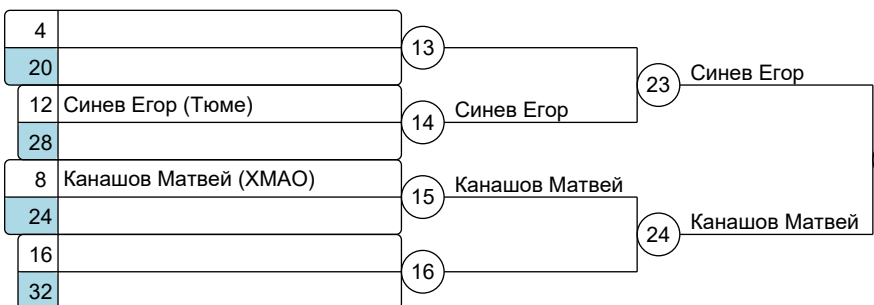 4
13
20
23 Синев Егор
12 Синев Егор (Тюме)
14 Синев Егор
28
8 Канашов Матвей (ХМАО)
15 Канашов Матвей
24
24 Канашов Матвей
16
16
32